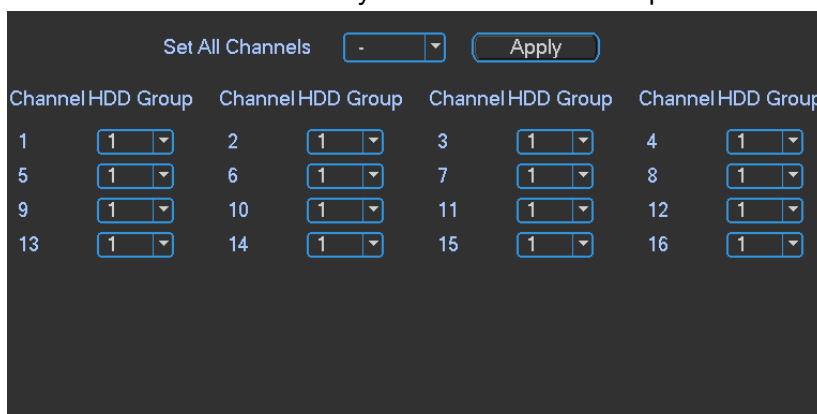 Set All Channels - Apply
Channel HDD Group Channel HDD Group Channel HDD Group Channel HDD Group
1 1 2 1 3 1 4 1
5 1 6 1 7 1 8 1
9 1 10 1 11 1 12 1
13 1 14 1 15 1 16 1